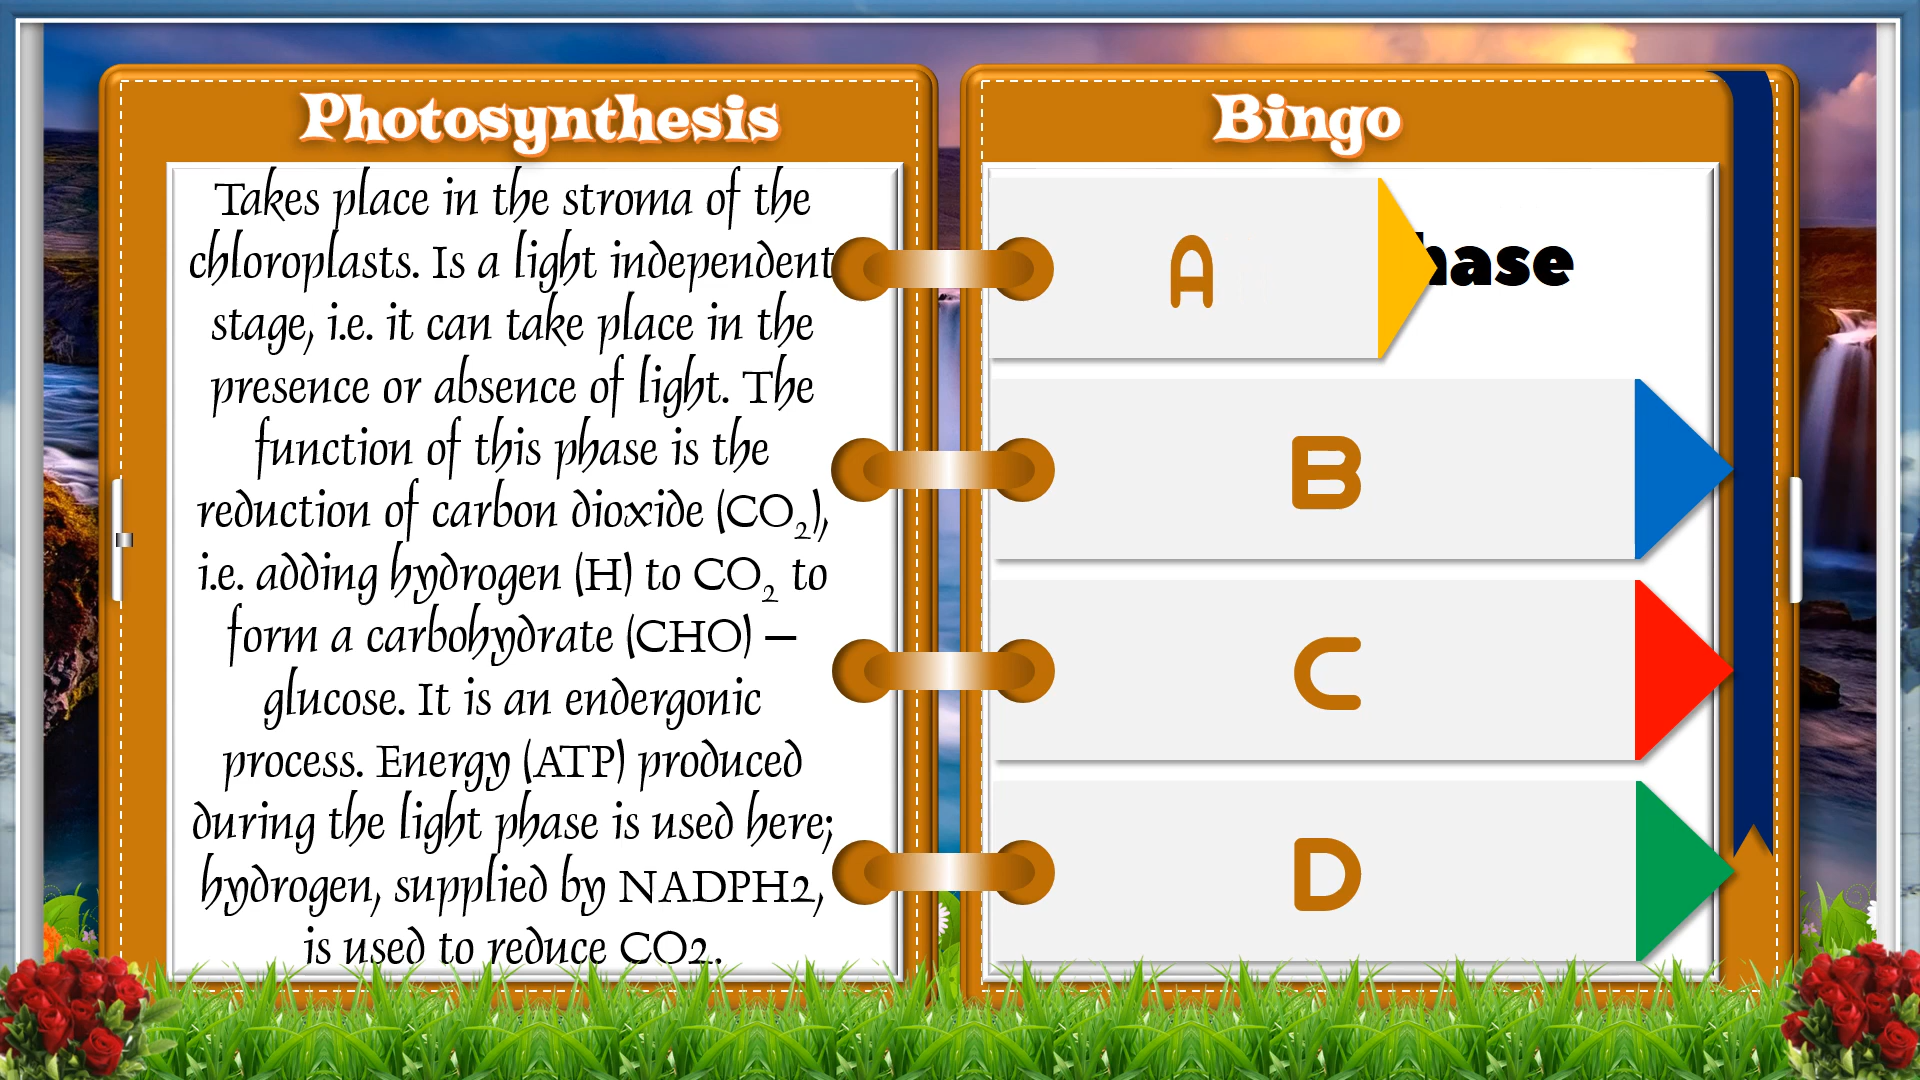 Photosynthesis
Takes place in the stroma of the
chloroplasts. Is a light independent
stage, i.e. it can take place in the
presence or absence of light. The
function of this phase is the
reduction of carbon dioxide (CO₂),
i.e. adding hydrogen (H) to CO₂ to
form a carbohydrate (CHO) –
glucose. It is an endergonic
process. Energy (ATP) produced
during the light phase is used here;
hydrogen, supplied by NADPH2,
is used to reduce CO2.
Bingo
A
B
C
D